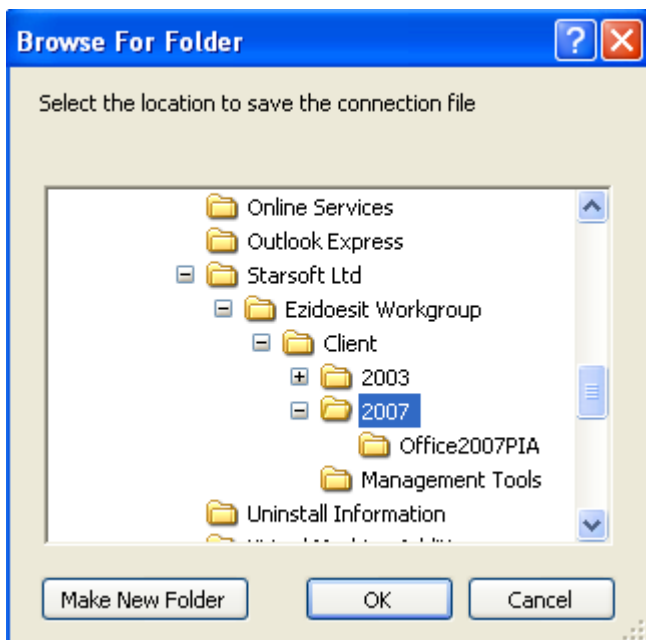 Browse For Folder
Select the location to save the connection file
Online Services
Outlook Express
Starsoft Ltd
Ezidoesit Workgroup
Client
2003
2007
Office2007PIA
Management Tools
Uninstall Information
Make New Folder
OK
Cancel